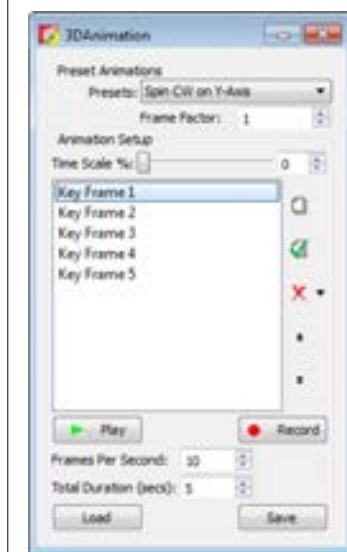 3DAnimation
Preset Animations
Presets: Spin CW on Y-Axis
Frame Factor: 1
Animation Setup
Time Scale %: 0
Key Frame 1
Key Frame 2
Key Frame 3
Key Frame 4
Key Frame 5
Play Record
Frames Per Second: 10
Total Duration (secs): 5
Load Save